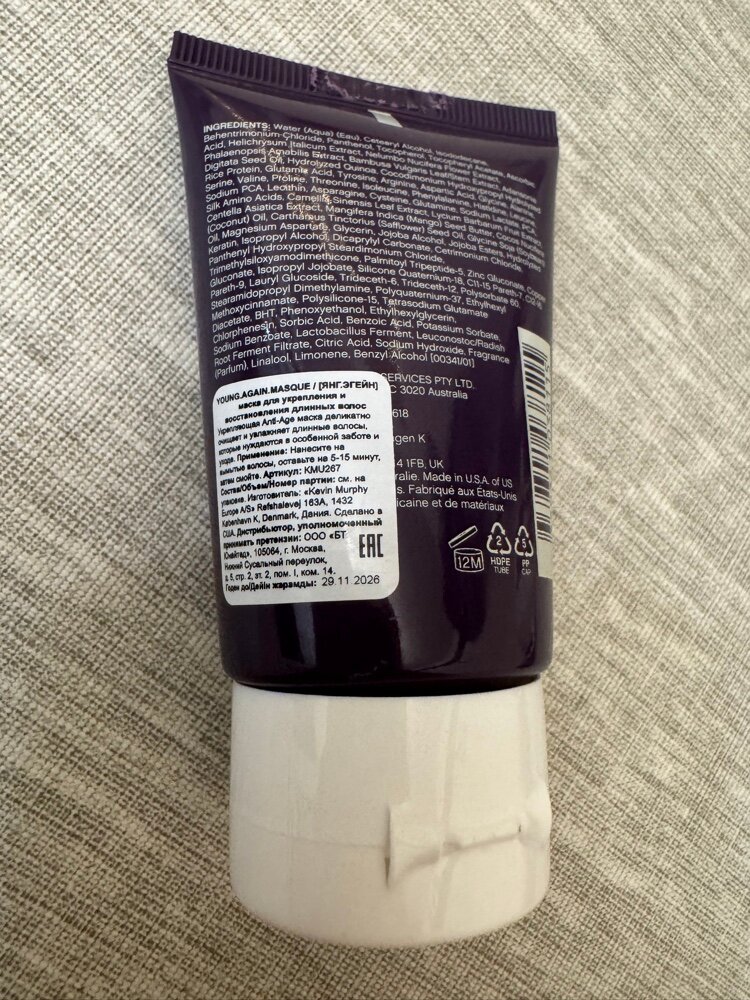 INGREDIENTS: Water (Aqua) (Eau), Cetearyl Alcohol, Isododecane,
Behentrimonium Chloride, Panthenol, Tocopherol, Tocopheryl Acetate, Ascorbic
Acid, Helichrysum Italicum Extract, Nelumbo Nucifera Flower Extract,
Phalaenopsis Amabilis Extract, Bambusa Vulgaris Leaf/Stem Extract, Adansonia
Digitata Seed Oil, Hydrolyzed Quinoa, Cocodimonium Hydroxypropyl Hydrolyzed
Rice Protein, Glutamic Acid, Tyrosine, Arginine, Aspartic Acid, Glycine, Alanine,
Serine, Valine, Proline, Threonine, Isoleucine, Phenylalanine, Histidine, Leucine,
Sodium PCA, Lecithin, Asparagine, Cysteine, Glutamine, Sodium Lactate, PCA,
Silk Amino Acids, Camellia Sinensis Leaf Extract, Lycium Barbarum Fruit Extract,
Centella Asiatica Extract, Mangifera Indica (Mango) Seed Butter, Cocos Nucifera
(Coconut) Oil, Carthamus Tinctorius (Safflower) Seed Oil, Glycine Soja (Soybean)
Oil, Magnesium Aspartate, Glycerin, Jojoba Alcohol, Jojoba Esters, Hydrolyzed
Keratin, Isopropyl Alcohol, Dicaprylyl Carbonate, Cetrimonium Chloride,
Panthenyl Hydroxypropyl Steardimonium Chloride,
Trimethylsiloxyamodimethicone, Palmitoyl Tripeptide-5, Zinc Gluconate, Copper
Gluconate, Isopropyl Jojobate, Silicone Quaternium-18, C11-15 Pareth-7, C12-16
Pareth-9, Lauryl Glucoside, Trideceth-6, Trideceth-12, Polysorbate 60,
Stearamidopropyl Dimethylamine, Polyquaternium-37, Ethylhexyl
Methoxycinnamate, Polysilicone-15, Tetrasodium Glutamate
Diacetate, BHT, Phenoxyethanol, Ethylhexylglycerin,
Chlorphenesin, Sorbic Acid, Benzoic Acid, Potassium Sorbate,
Sodium Benzoate, Lactobacillus Ferment, Leuconostoc/Radish
Root Ferment Filtrate, Citric Acid, Sodium Hydroxide, Fragrance
(Parfum), Linalool, Limonene, Benzyl Alcohol [00341/01]
SERVICES PTY LTD.
C 3020 Australia
618
gen K
4 1FB, UK
ralie. Made in U.S.A. of US
s. Fabriqué aux États-Unis
icaine et de matériaux
YOUNG.AGAIN.MASQUE / [ЯНГ.ЭГЕЙН]
маска для укрепления и
восстановления длинных волос
Укрепляющая Anti-Age маска деликатно
очищает и увлажняет длинные волосы,
которые нуждаются в особенной заботе и
уходе. Применение: Нанесите на
вымытые волосы, оставьте на 5-15 минут,
затем смойте. Артикул: KMU267
Состав/Объем/Номер партии: см. на
упаковке. Изготовитель: «Kevin Murphy
Europe A/S» Refshalevej 163A, 1432
København K, Denmark, Дания. Сделано в
США. Дистрибьютор, уполномоченный
принимать претензии: ООО «БТ
Юнайтед», 105064, г. Москва,
Нижний Сусальный переулок,
д. 5, стр. 2, эт. 2, пом. I, ком. 14.
Годен до/Дейін жарамды: 29.11.2026
EAC
12M
2
HDPE
TUBE
5
PP
CAP